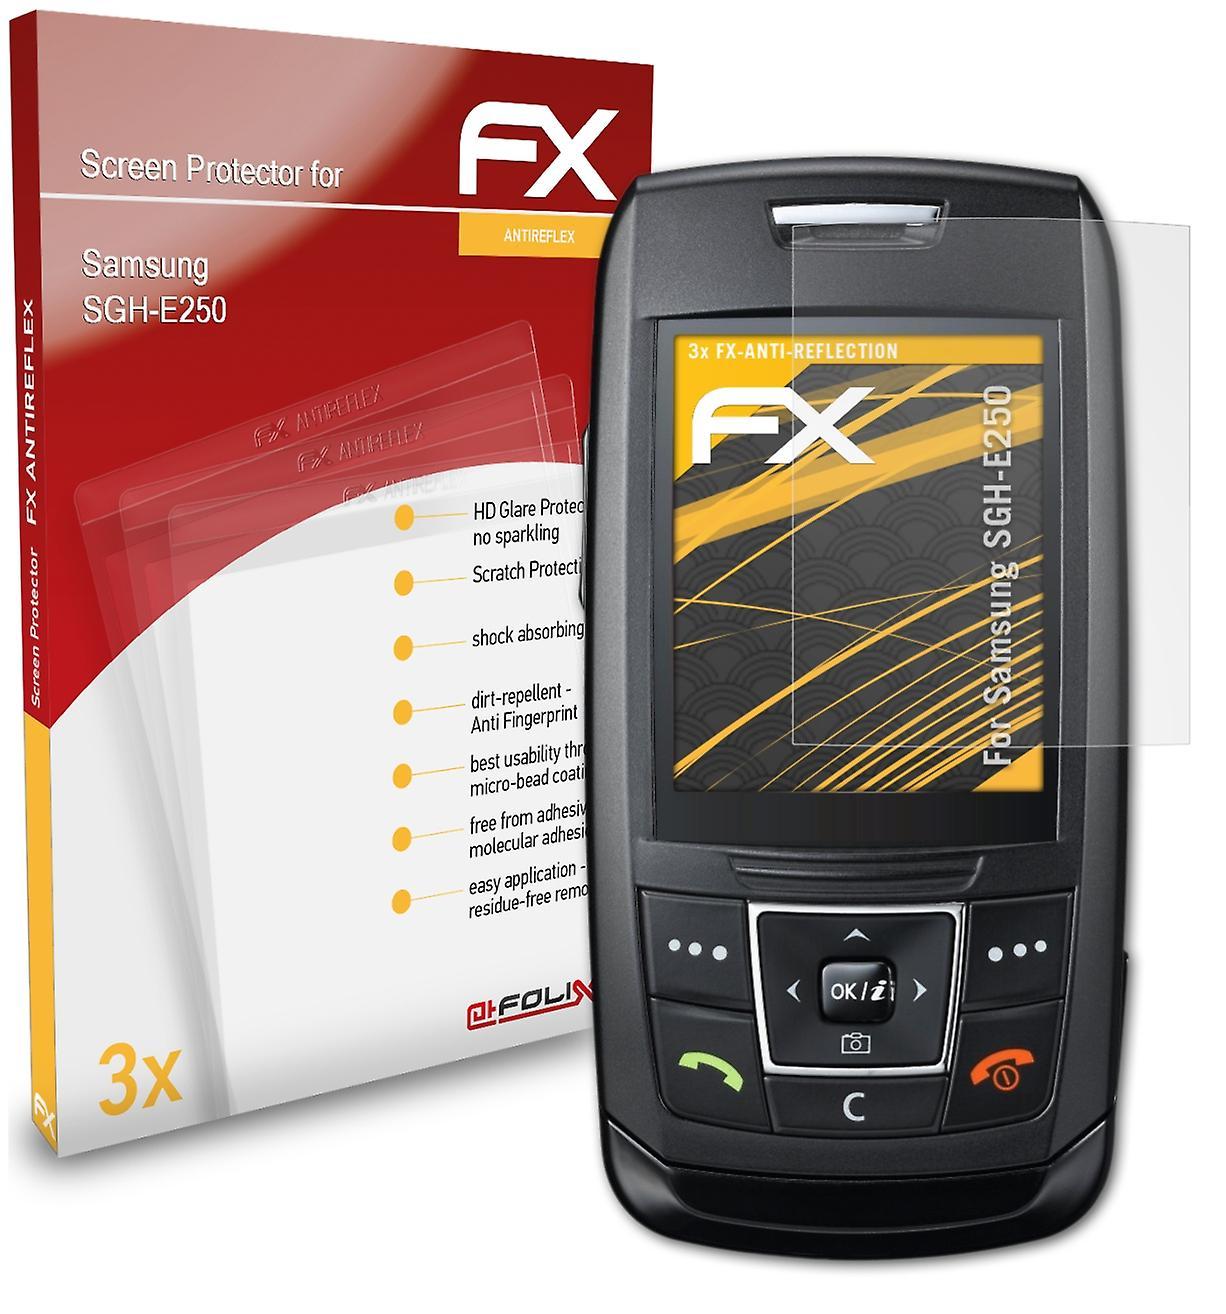 Screen Protector for
FX
ANTIREFLEX
Samsung
SGH-E250
FX ANTIREFLEX
FX ANTIREFLEX
FX
HD Glare Protec
no sparkling
Scratch Protecti
shock absorbing
dirt-repellent -
Anti Fingerprint
best usability thr
micro-bead coati
free from adhesiv
molecular adhesi
easy application -
residue-free remo
FOLIX
3x
Screen Protector FX ANTIREFLEX
FX
3x FX-ANTI-REFLECTION
FX
For Samsung SGH-E250
OK/i
C